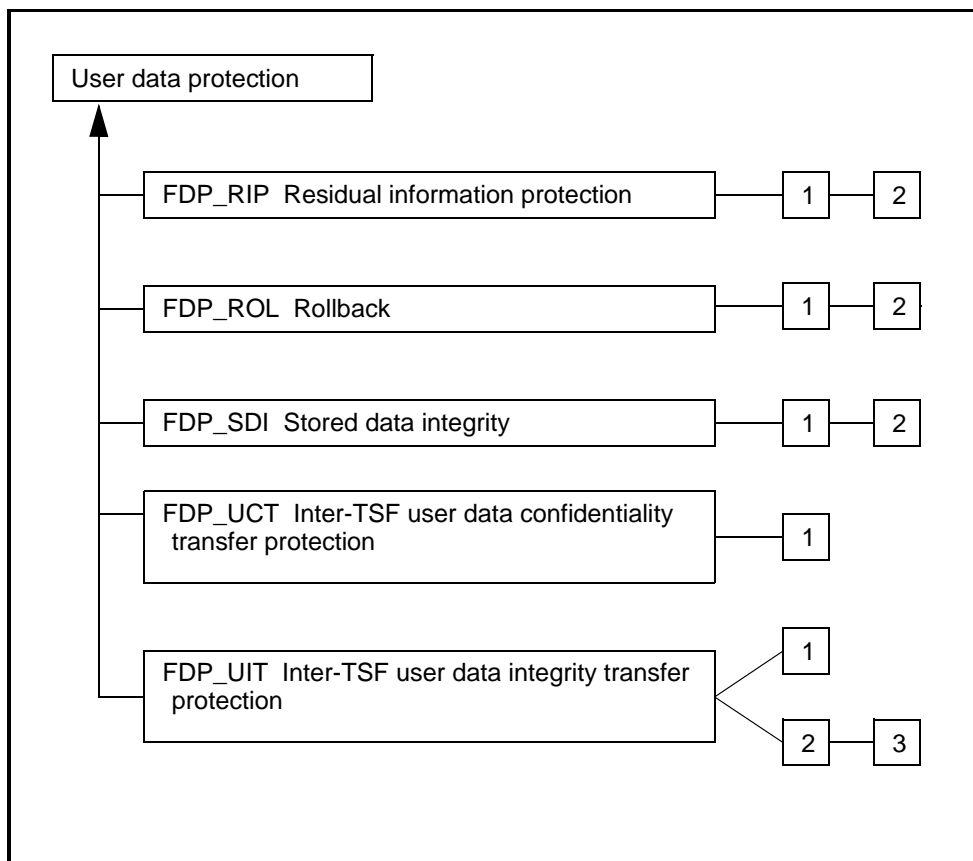 User data protection
FDP_RIP Residual information protection 1 2
FDP_ROL Rollback 1 2
FDP_SDI Stored data integrity 1 2
FDP_UCT Inter-TSF user data confidentiality
transfer protection
1
FDP_UIT Inter-TSF user data integrity transfer
protection
1
2 3